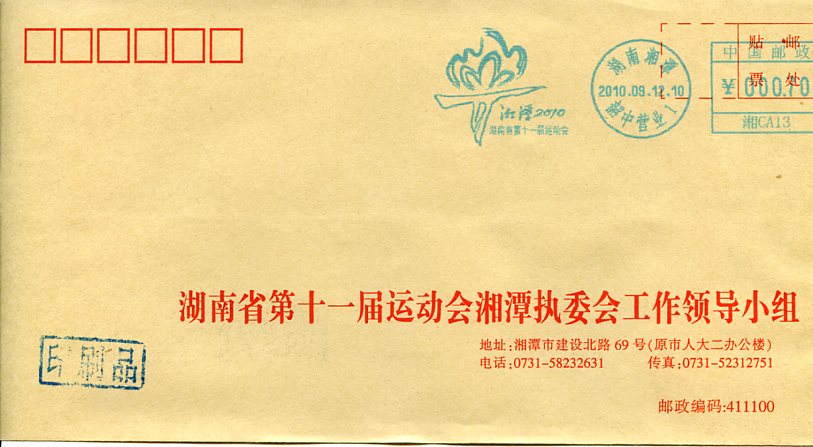 贴 邮
票 处
中国邮政
¥000.70
湘CA13
湖南湘潭
2010.09.12.10
韶中营业1
湘潭2010
湖南省第十一届运动会
湖南省第十一届运动会湘潭执委会工作领导小组
地址:湘潭市建设北路 69 号(原市人大二办公楼)
电话:0731-58232631 传真:0731-52312751
印刷品
邮政编码:411100